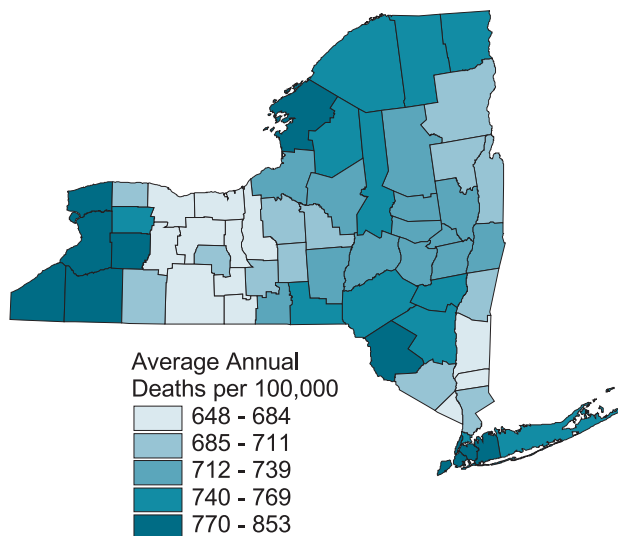 Average Annual
Deaths per 100,000
648 - 684
685 - 711
712 - 739
740 - 769
770 - 853